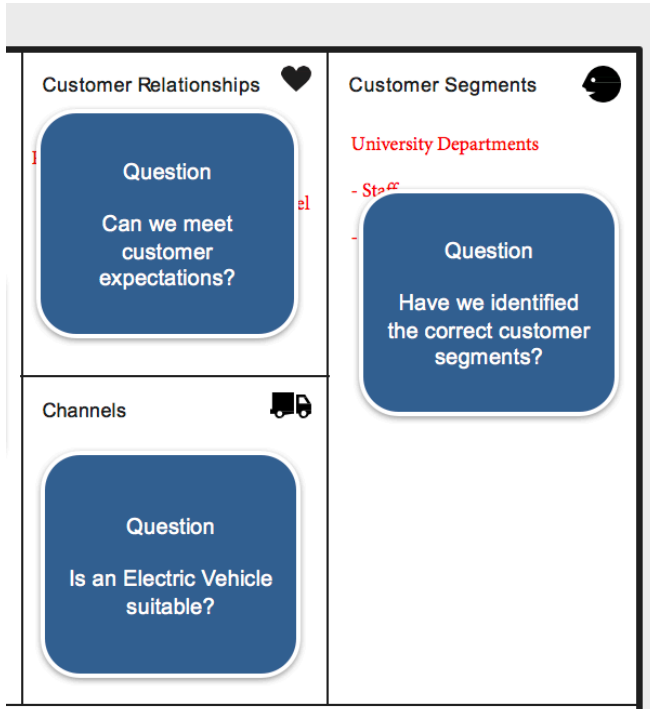 Customer Relationships
Question
Can we meet
customer
expectations?
Customer Segments
University Departments
- Staff
-
Question
Have we identified
the correct customer
segments?
Channels
Question
Is an Electric Vehicle
suitable?